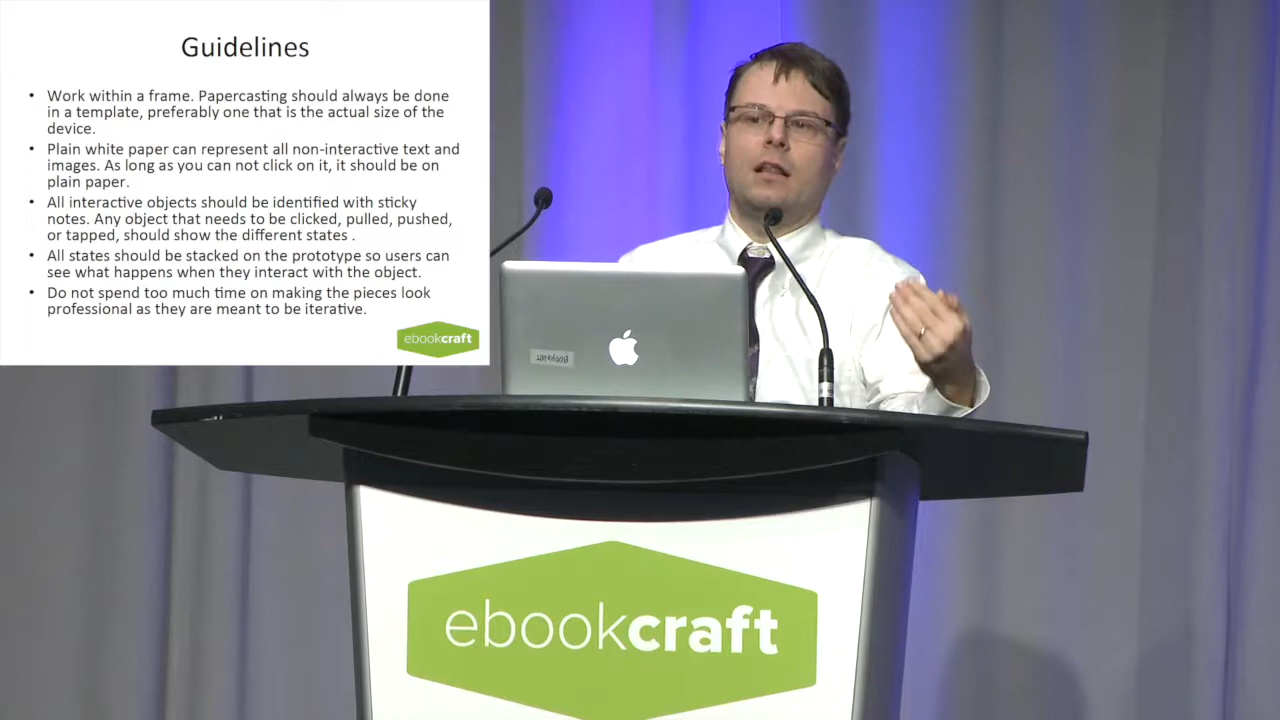 Guidelines
• Work within a frame. Papercasting should always be done
in a template, preferably one that is the actual size of the
device.
• Plain white paper can represent all non-interactive text and
images. As long as you can not click on it, it should be on
plain paper.
• All interactive objects should be identified with sticky
notes. Any object that needs to be clicked, pulled, pushed,
or tapped, should show the different states .
• All states should be stacked on the prototype so users can
see what happens when they interact with the object.
• Do not spend too much time on making the pieces look
professional as they are meant to be iterative.
ebookcraft
ebookcraft